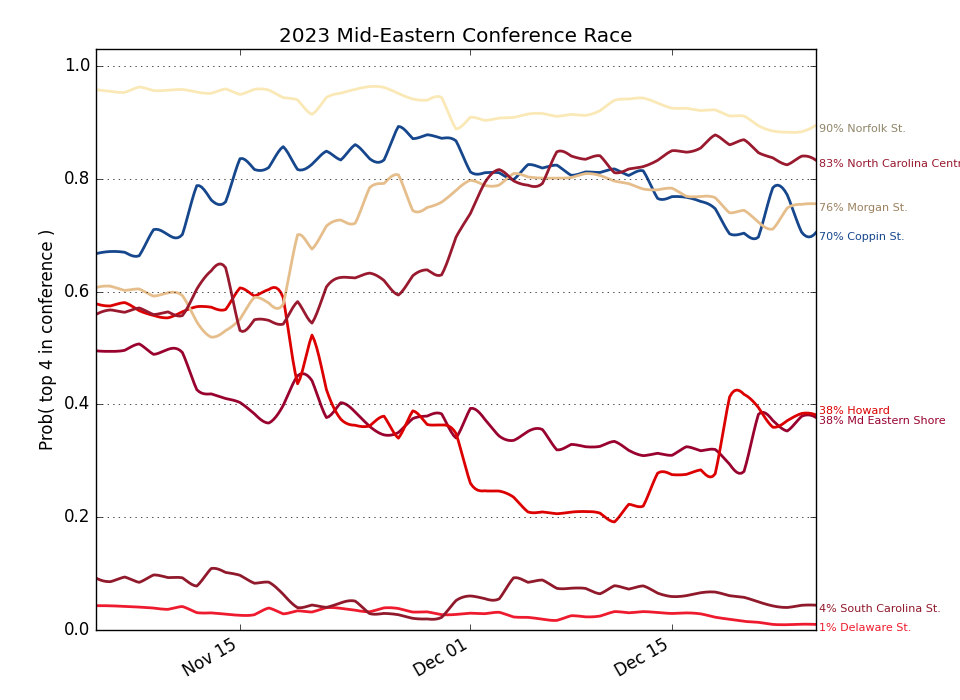 2023 Mid-Eastern Conference Race
Prob( top 4 in conference )
1.0
0.8
0.6
0.4
0.2
0.0
Nov 15
Dec 01
Dec 15
90% Norfolk St.
83% North Carolina Centr
76% Morgan St.
70% Coppin St.
38% Howard
38% Md Eastern Shore
4% South Carolina St.
1% Delaware St.